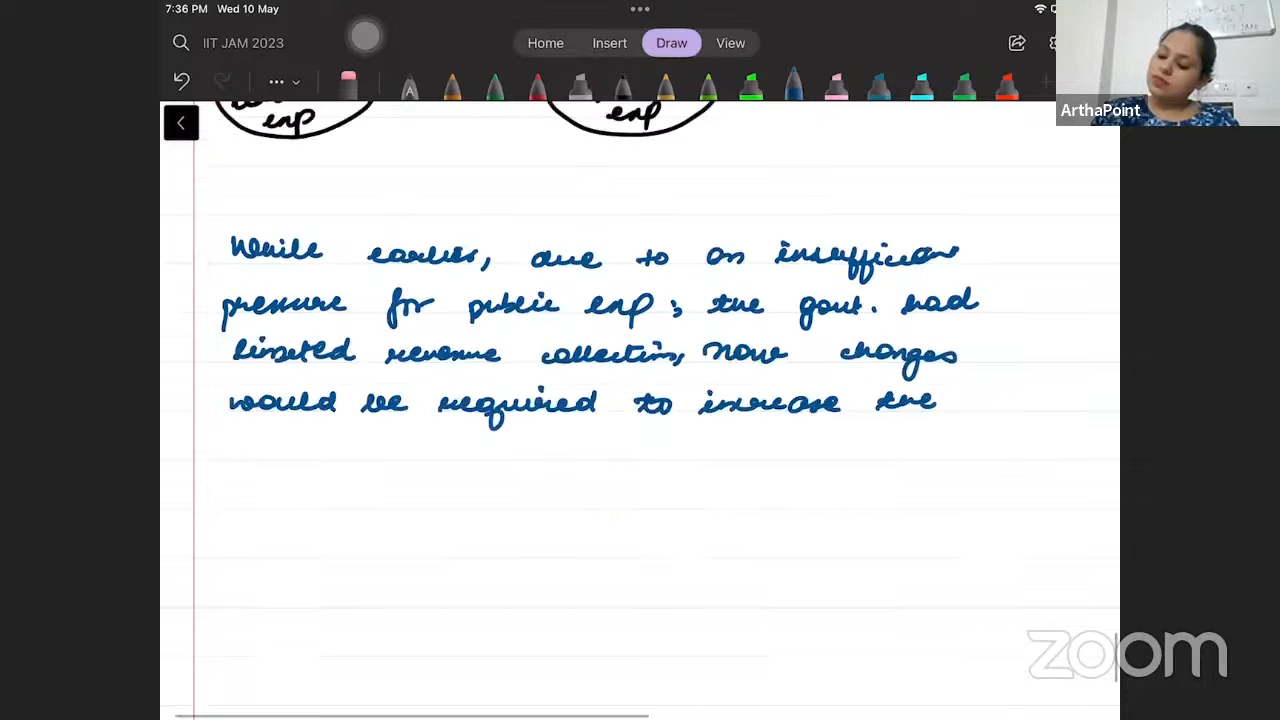 7:36 PM Wed 10 May
IIT JAM 2023
Home Insert Draw View
A
ArthaPoint
exp
exp
While earlier, due to an insufficient
pressure for public exp; the govt. had
limited revenue collection, now changes
would be required to increase the
zoom